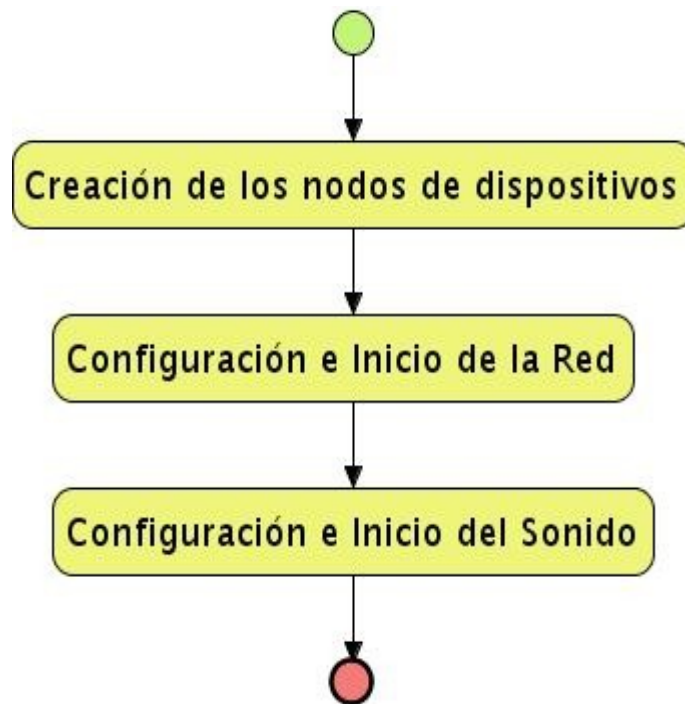 Creación de los nodos de dispositivos
Configuración e Inicio de la Red
Configuración e Inicio del Sonido